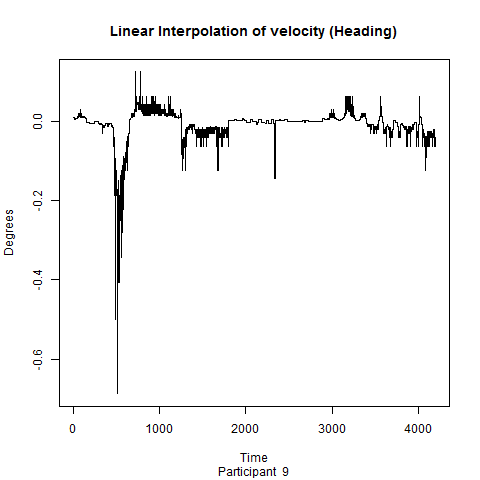 Linear Interpolation of velocity (Heading)
Degrees
0.0
-0.2
-0.4
-0.6
0 1000 2000 3000 4000
Time
Participant 9